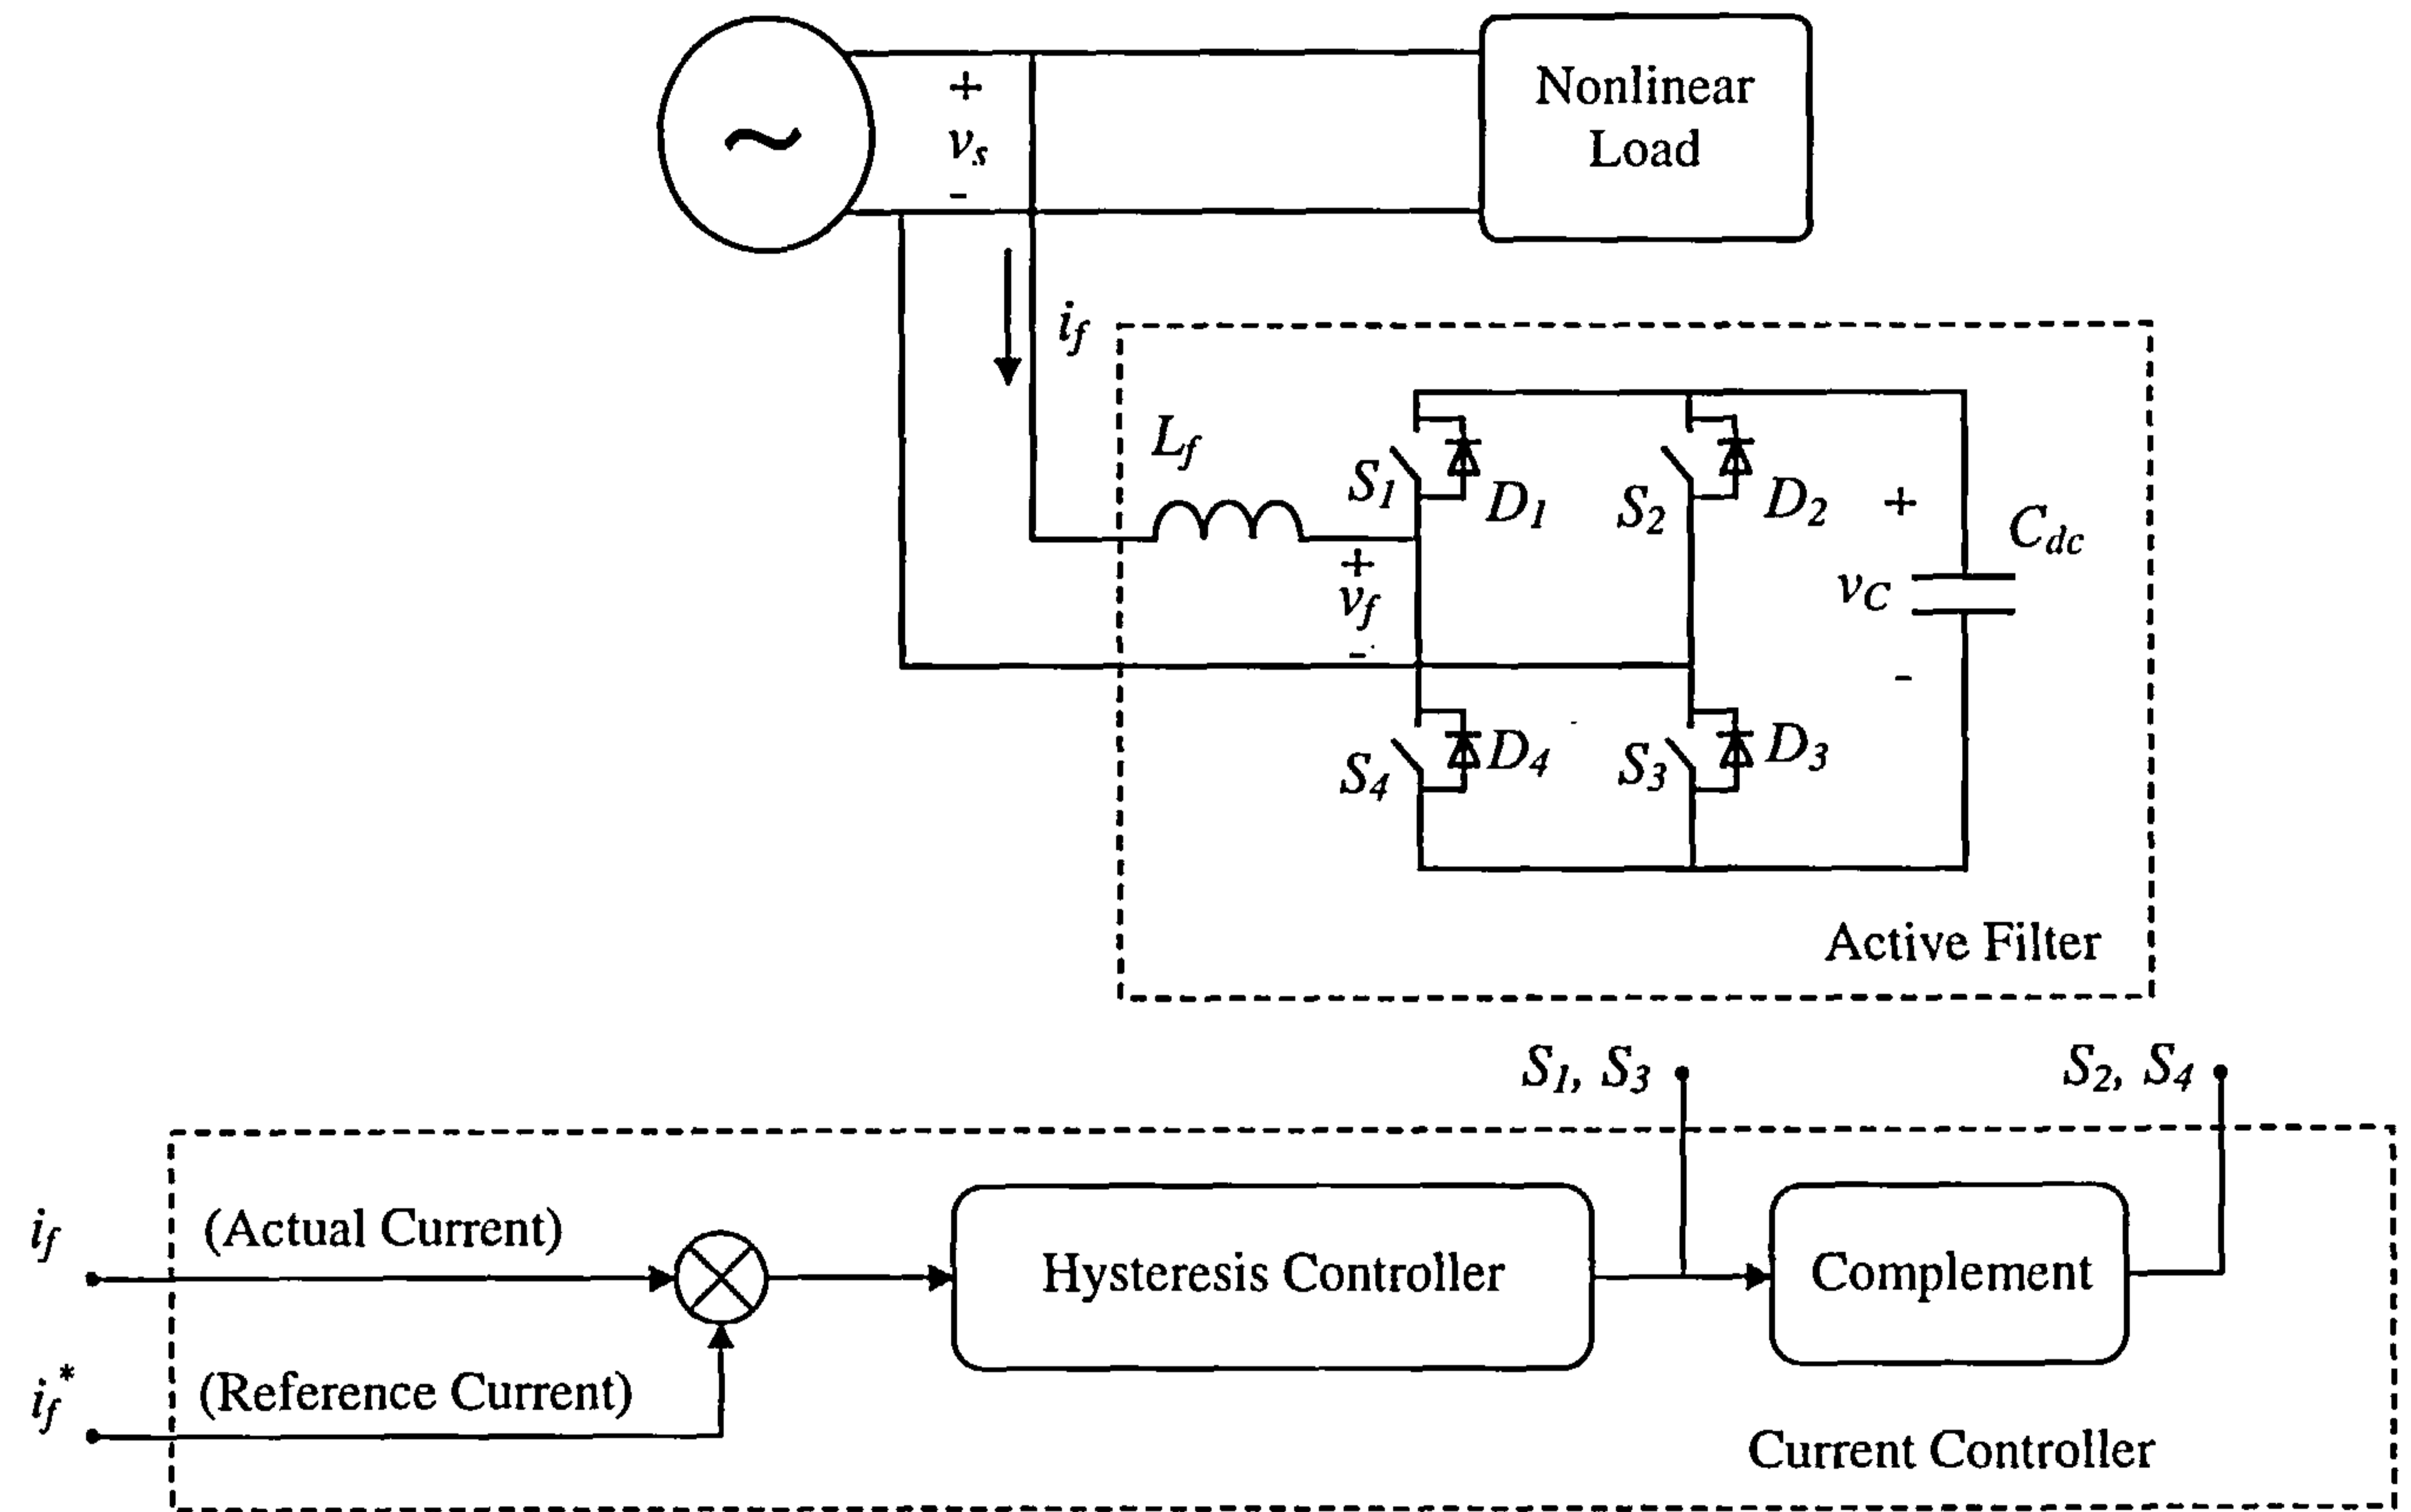 Nonlinear
Load
+
v_s
-
~
i_f
L_f
S_1
D_1
S_2
D_2
+
v_C
-
C_dc
+
v_f
-
S_4
D_4
S_3
D_3
Active Filter
S_1, S_3
S_2, S_4
i_f
(Actual Current)
Hysteresis Controller
Complement
i_f^*
(Reference Current)
Current Controller